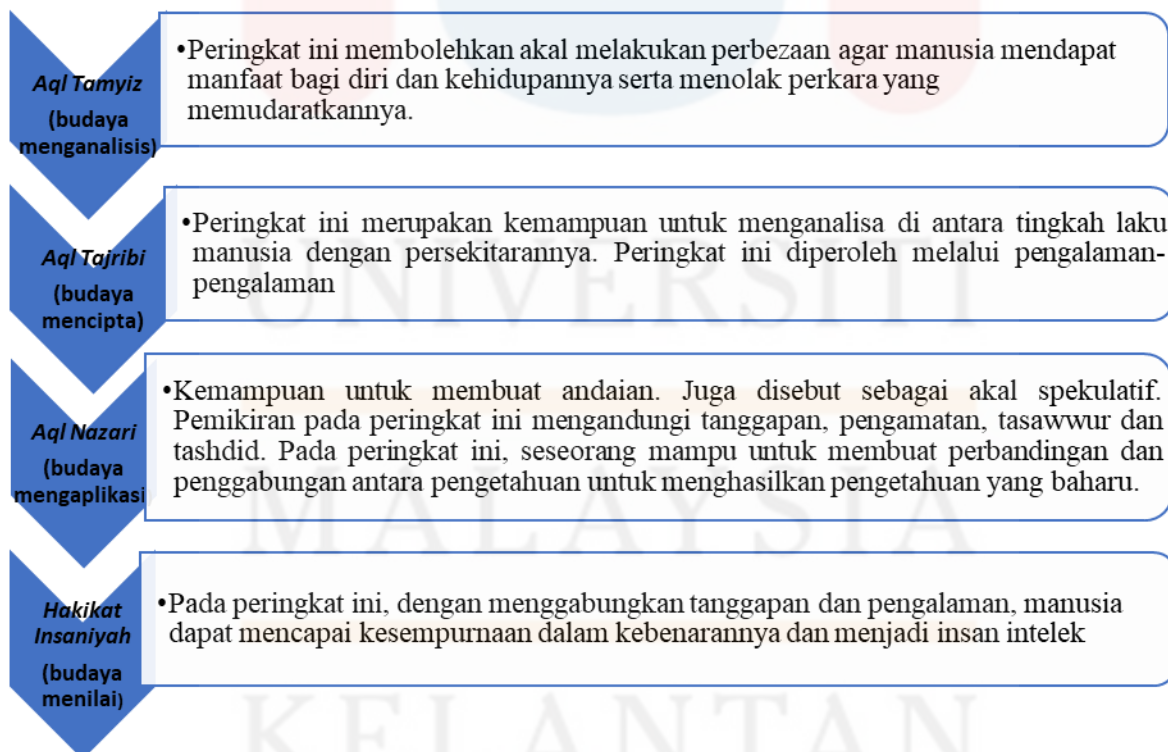 Aql Tamyiz
(budaya
menganalisis)
•Peringkat ini membolehkan akal melakukan perbezaan agar manusia mendapat
manfaat bagi diri dan kehidupannya serta menolak perkara yang
memudaratkannya.
Aql Tajribi
(budaya
mencipta)
•Peringkat ini merupakan kemampuan untuk menganalisa di antara tingkah laku
manusia dengan persekitarannya. Peringkat ini diperoleh melalui pengalaman-
pengalaman
UNIVERSITI
Aql Nazari
(budaya
mengaplikasi)
•Kemampuan untuk membuat andaian. Juga disebut sebagai akal spekulatif.
Pemikiran pada peringkat ini mengandungi tanggapan, pengamatan, tasawwur dan
tashdid. Pada peringkat ini, seseorang mampu untuk membuat perbandingan dan
penggabungan antara pengetahuan untuk menghasilkan pengetahuan yang baharu.
MALAYSIA
Hakikat
Insaniyah
(budaya
menilai)
•Pada peringkat ini, dengan menggabungkan tanggapan dan pengalaman, manusia
dapat mencapai kesempurnaan dalam kebenarannya dan menjadi insan intelek
KELANTAN